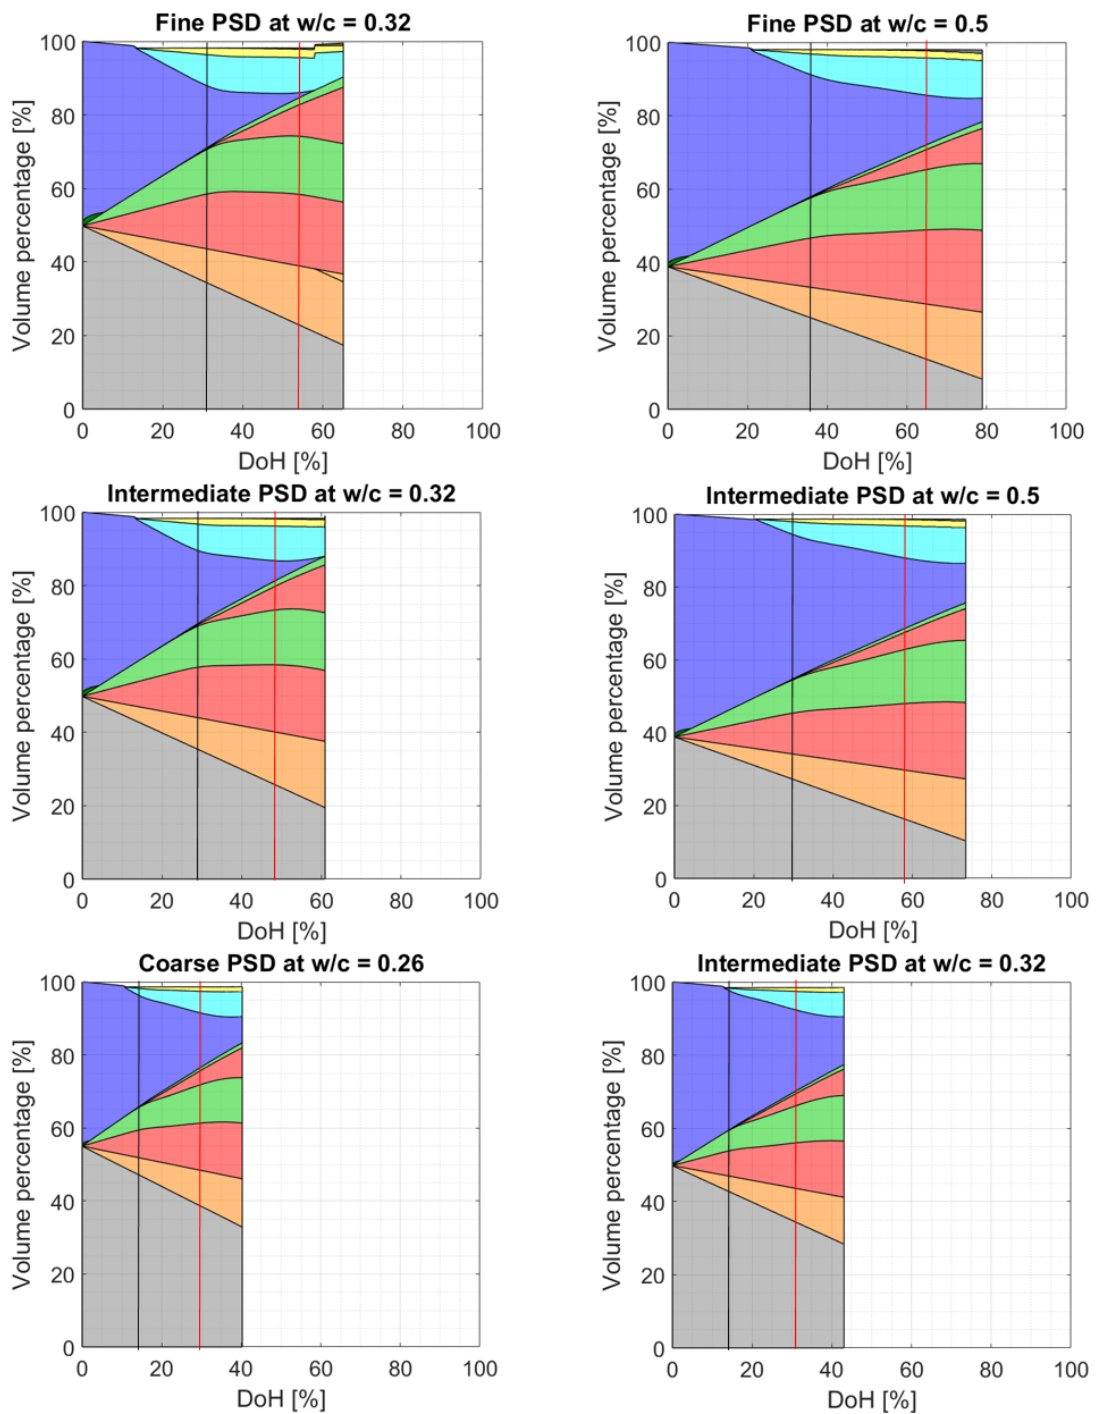 Fine PSD at w/c = 0.32
100
80
60
40
20
0
Volume percentage [%]
0 20 40 60 80 100
DoH [%]
Fine PSD at w/c = 0.5
100
80
60
40
20
0
Volume percentage [%]
0 20 40 60 80 100
DoH [%]
Intermediate PSD at w/c = 0.32
100
80
60
40
20
0
Volume percentage [%]
0 20 40 60 80 100
DoH [%]
Intermediate PSD at w/c = 0.5
100
80
60
40
20
0
Volume percentage [%]
0 20 40 60 80 100
DoH [%]
Coarse PSD at w/c = 0.26
100
80
60
40
20
0
Volume percentage [%]
0 20 40 60 80 100
DoH [%]
Intermediate PSD at w/c = 0.32
100
80
60
40
20
0
Volume percentage [%]
0 20 40 60 80 100
DoH [%]